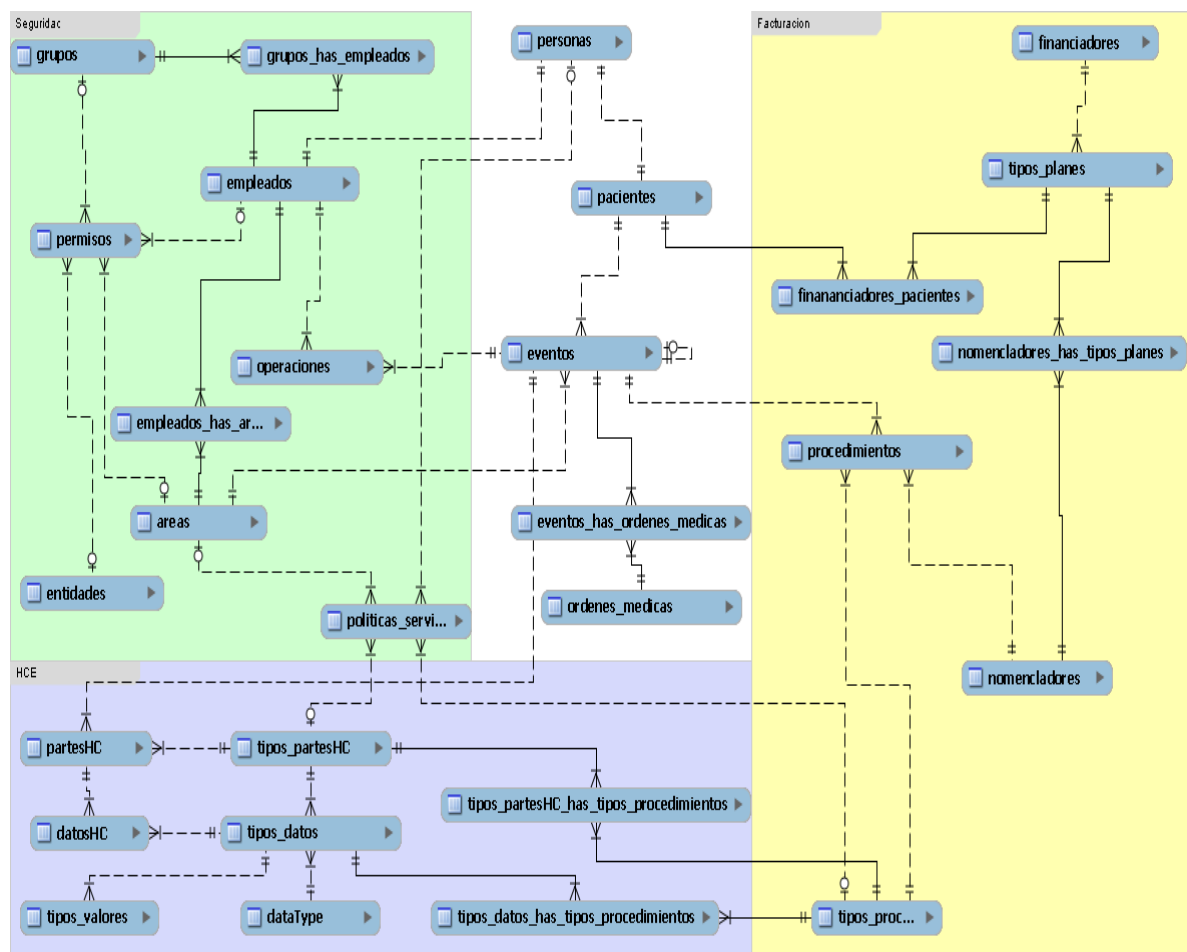 Seguridad
Facturacion
grupos
grupos_has_empleados
personas
financiadores
empleados
pacientes
tipos_planes
permisos
finananciadores_pacientes
operaciones
eventos
nomencladores_has_tipos_planes
empleados_has_ar...
procedimientos
areas
eventos_has_ordenes_medicas
entidades
politicas_servi...
ordenes_medicas
HCE
nomencladores
partesHC
tipos_partesHC
tipos_partesHC_has_tipos_procedimientos
datosHC
tipos_datos
tipos_valores
dataType
tipos_datos_has_tipos_procedimientos
tipos_proc...